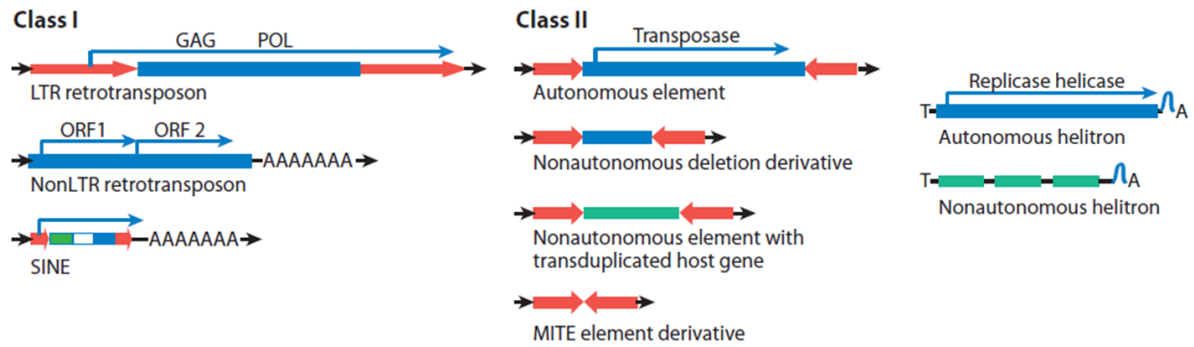 Class I
GAG POL
LTR retrotransposon
ORF1 ORF 2
AAAAAAA
NonLTR retrotransposon
AAAAAAA
SINE
Class II
Transposase
Autonomous element
Nonautonomous deletion derivative
Nonautonomous element with
transduplicated host gene
MITE element derivative
Replicase helicase
T A
Autonomous helitron
T A
Nonautonomous helitron